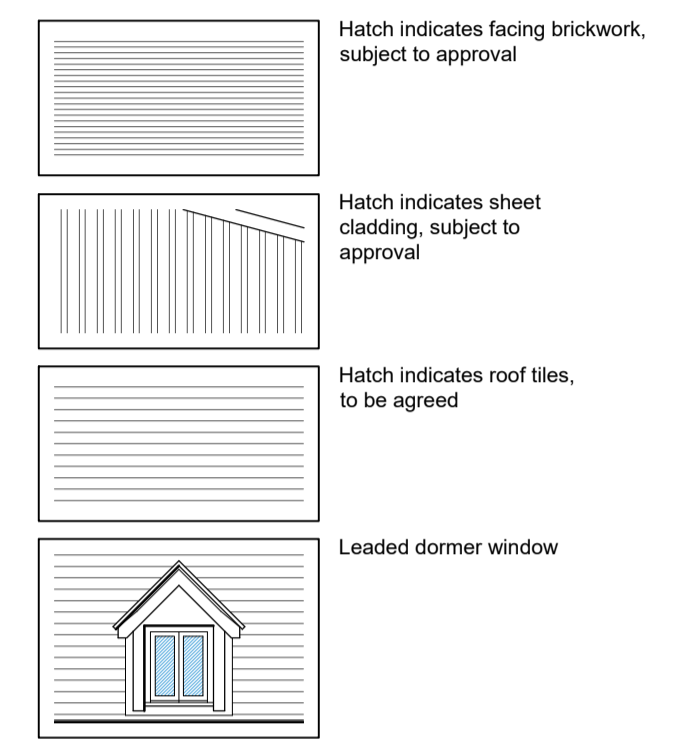 Hatch indicates facing brickwork,
subject to approval
Hatch indicates sheet
cladding, subject to
approval
Hatch indicates roof tiles,
to be agreed
Leaded dormer window